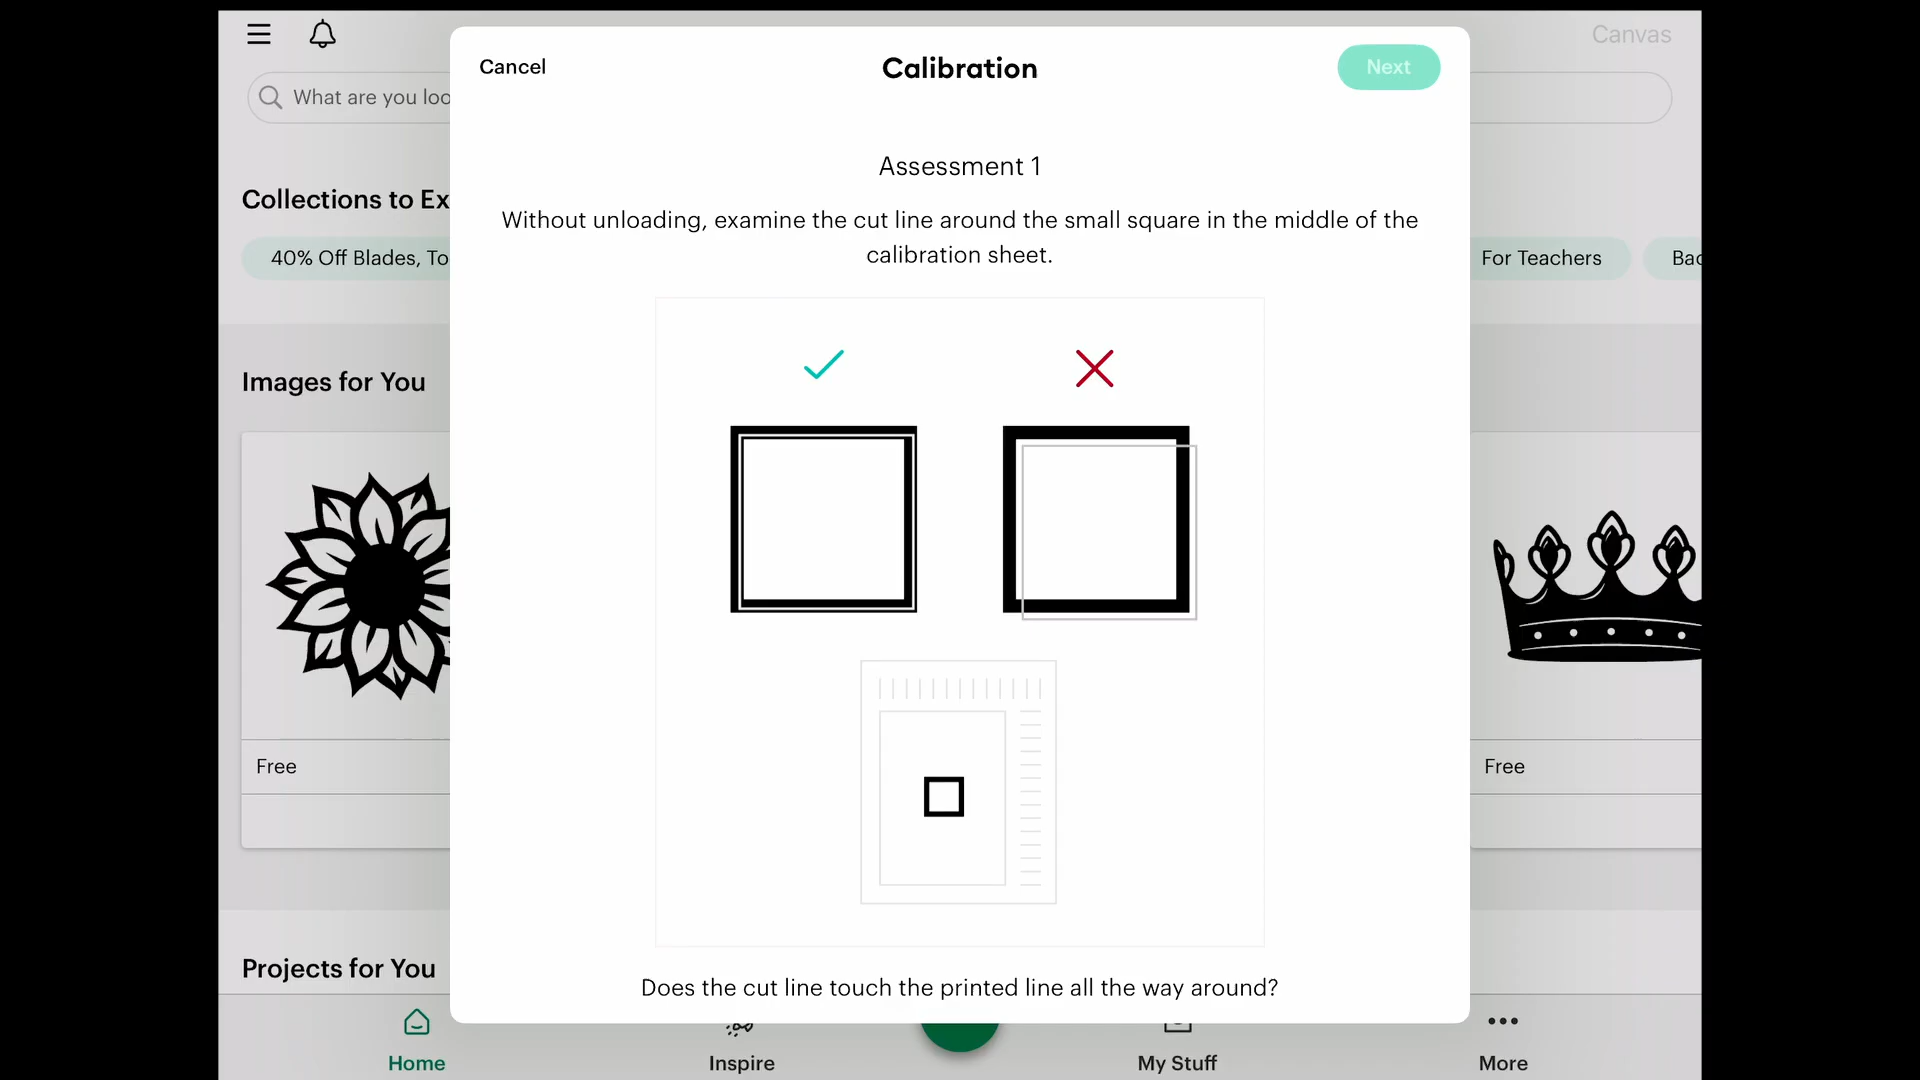 Canvas
Cancel
Calibration
Next
What are you loo
Assessment 1
Collections to Ex
Without unloading, examine the cut line around the small square in the middle of the
calibration sheet.
40% Off Blades, To
For Teachers
Bac
Images for You
Free
Free
Projects for You
Does the cut line touch the printed line all the way around?
Home
Inspire
My Stuff
More